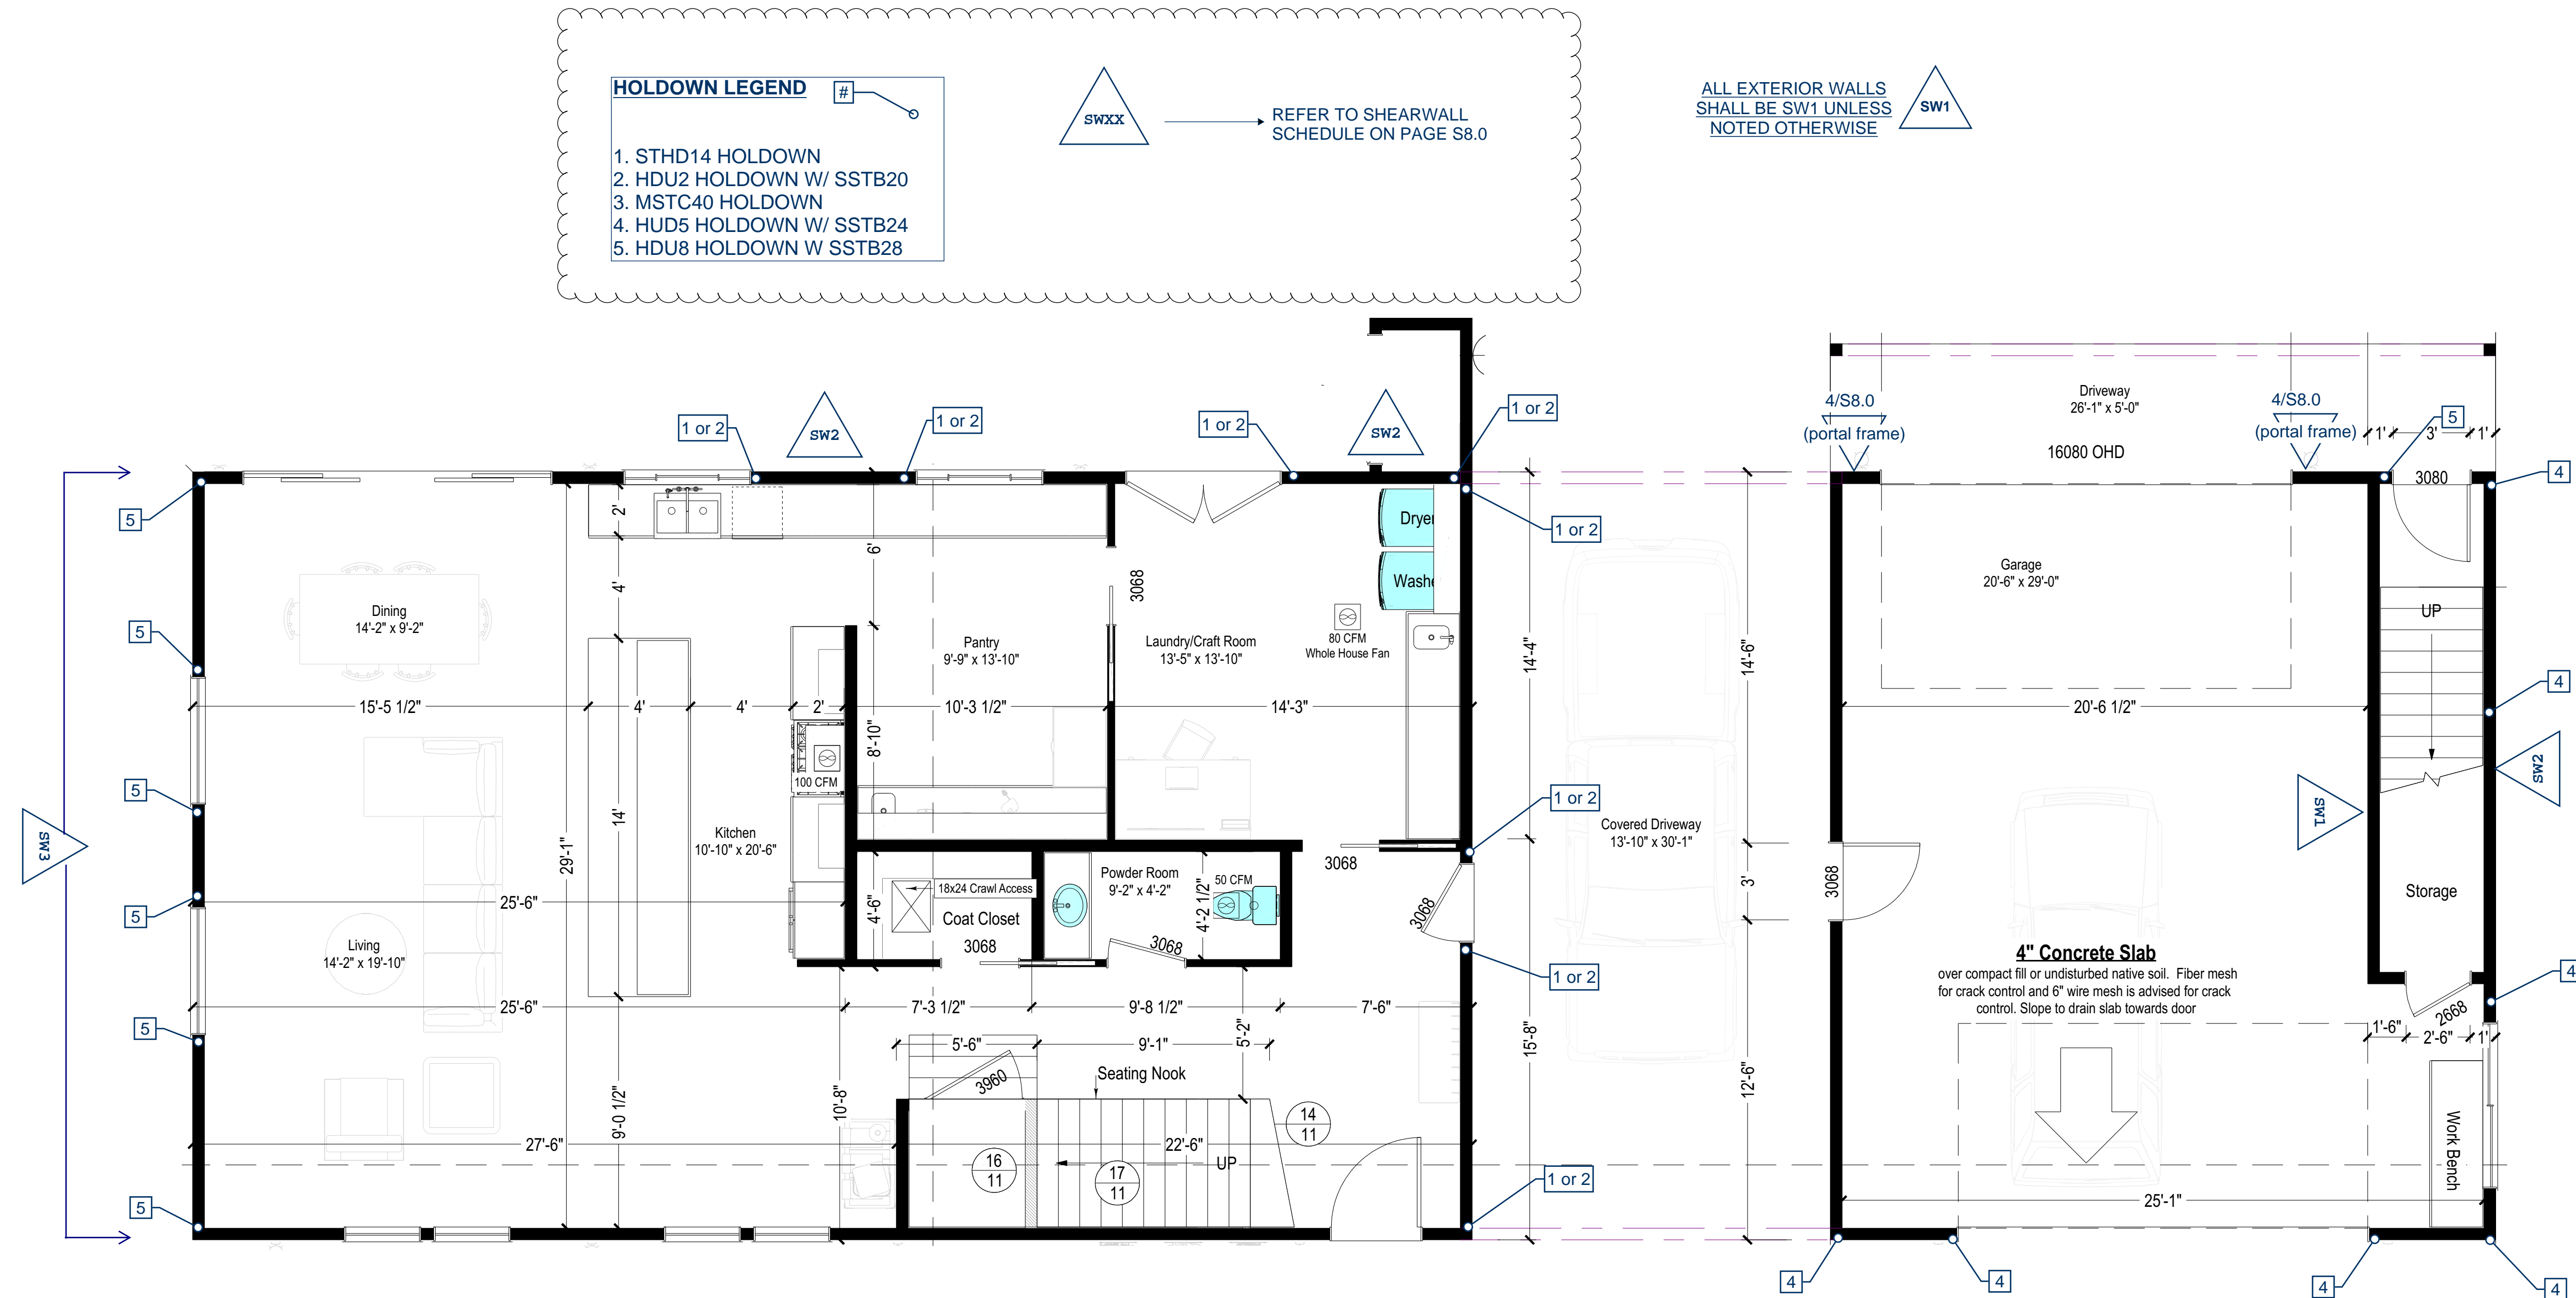 HOLDOWN LEGEND
#
1. STHD14 HOLDOWN
2. HDU2 HOLDOWN W/ SSTB20
3. MSTC40 HOLDOWN
4. HUD5 HOLDOWN W/ SSTB24
5. HDU8 HOLDOWN W SSTB28
SWXX
REFER TO SHEARWALL
SCHEDULE ON PAGE S8.0
ALL EXTERIOR WALLS
SHALL BE SW1 UNLESS
NOTED OTHERWISE
SW1
1 or 2
SW2
1 or 2
1 or 2
SW2
1 or 2
1 or 2
5
5
5
5
5
5
SW3
2'
4'
6'
3068
Dryer
Washe
Dining
14'-2" x 9'-2"
Pantry
9'-9" x 13'-10"
Laundry/Craft Room
13'-5" x 13'-10"
80 CFM
Whole House Fan
15'-5 1/2"
4'
4'
2'
10'-3 1/2"
14'-3"
8'-10"
100 CFM
14'
29'-1"
Kitchen
10'-10" x 20'-6"
25'-6"
4'-6"
18x24 Crawl Access
Coat Closet
3068
Powder Room
9'-2" x 4'-2"
50 CFM
4'-2 1/2"
3068
3068
3068
1 or 2
1 or 2
Living
14'-2" x 19'-10"
25'-6"
7'-3 1/2"
9'-8 1/2"
7'-6"
5'-6"
9'-1"
5'-2"
3960
Seating Nook
9'-0 1/2"
10'-8"
27'-6"
22'-6"
UP
14
11
16
11
17
11
1 or 2
14'-4"
15'-8"
14'-6"
3'
12'-6"
Covered Driveway
13'-10" x 30'-1"
4/S8.0
(portal frame)
Driveway
26'-1" x 5'-0"
16080 OHD
4/S8.0
(portal frame)
1'
3'
1'
5
3080
4
Garage
20'-6" x 29'-0"
UP
4
20'-6 1/2"
SW1
SW2
3068
Storage
4" Concrete Slab
over compact fill or undisturbed native soil. Fiber mesh
for crack control and 6" wire mesh is advised for crack
control. Slope to drain slab towards door
4
2668
1'-6"
2'-6"
1'
Work Bench
25'-1"
4
4
4
4